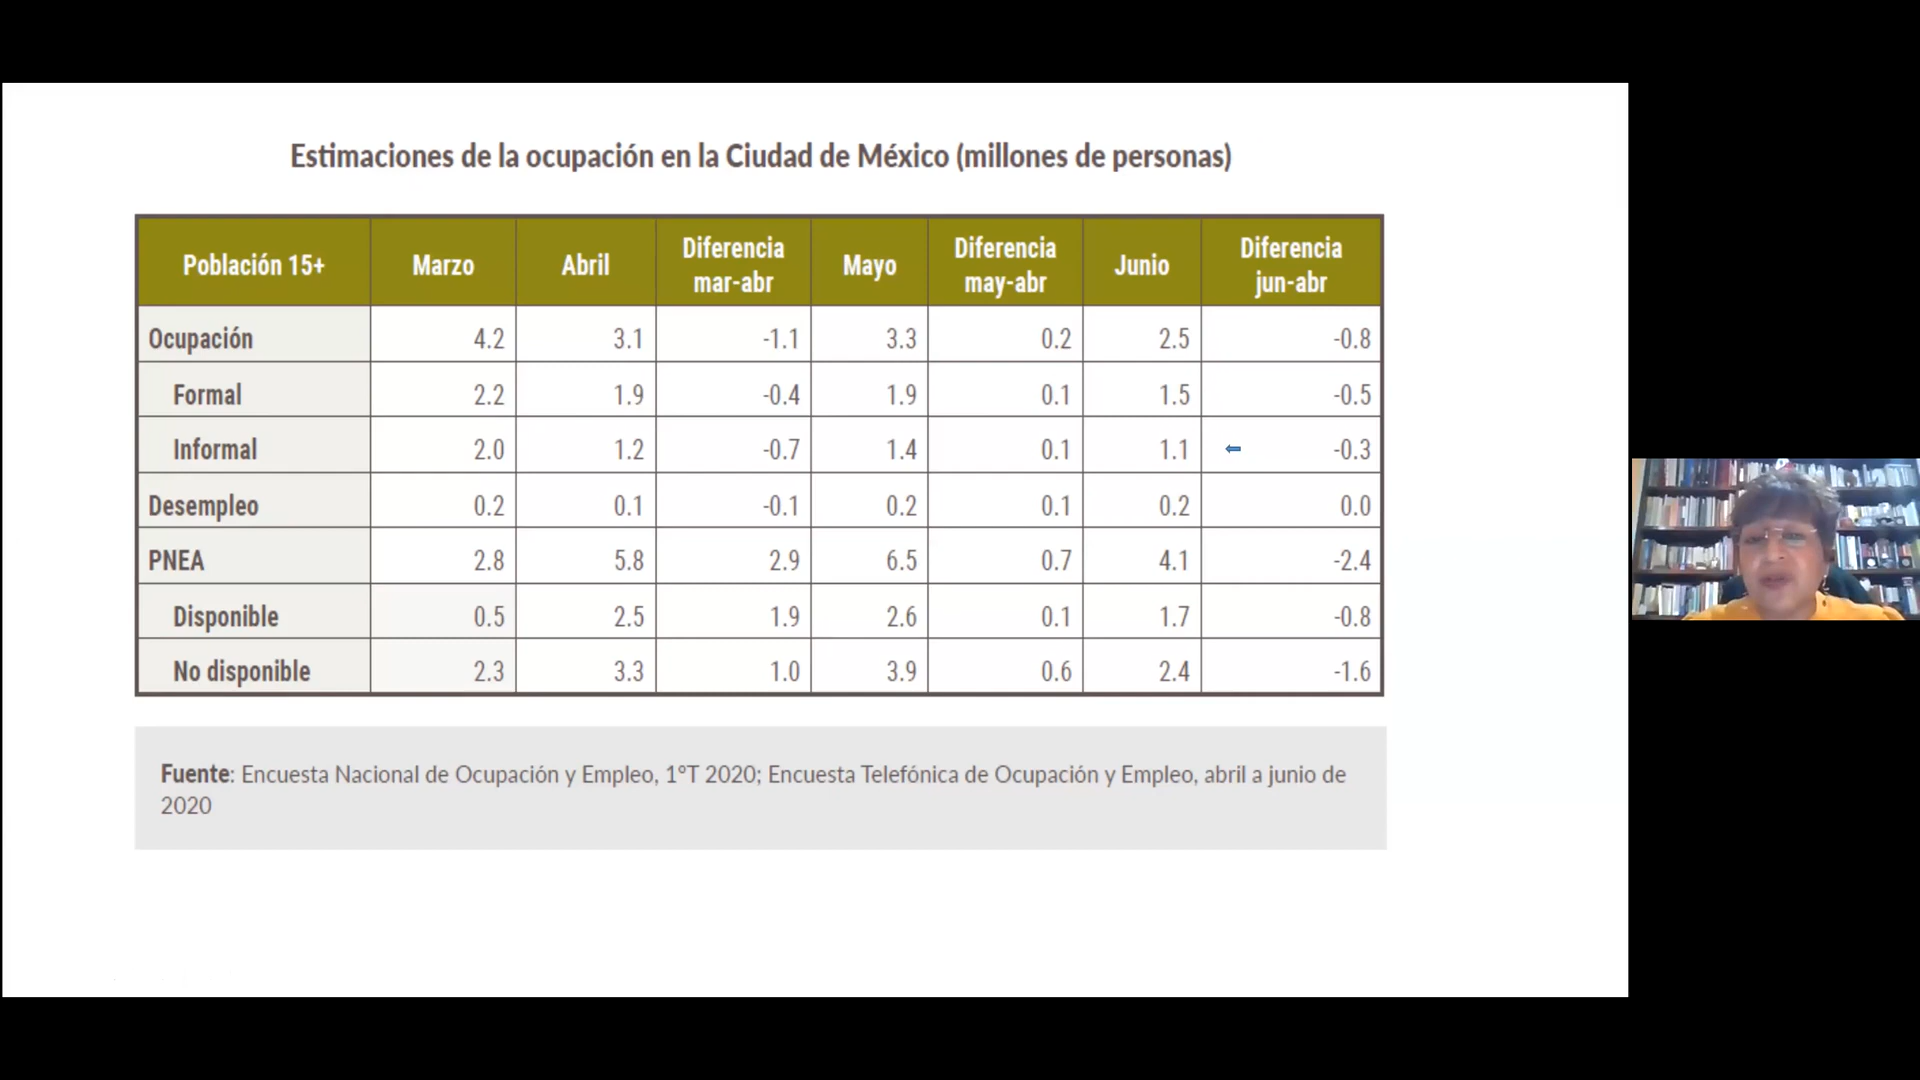 Estimaciones de la ocupación en la Ciudad de México (millones de personas)
Población 15+ Marzo Abril Diferencia mar-abr Mayo Diferencia may-abr Junio Diferencia jun-abr
Ocupación 4.2 3.1 -1.1 3.3 0.2 2.5 -0.8
Formal 2.2 1.9 -0.4 1.9 0.1 1.5 -0.5
Informal 2.0 1.2 -0.7 1.4 0.1 1.1 -0.3
Desempleo 0.2 0.1 -0.1 0.2 0.1 0.2 0.0
PNEA 2.8 5.8 2.9 6.5 0.7 4.1 -2.4
Disponible 0.5 2.5 1.9 2.6 0.1 1.7 -0.8
No disponible 2.3 3.3 1.0 3.9 0.6 2.4 -1.6
Fuente: Encuesta Nacional de Ocupación y Empleo, 1°T 2020; Encuesta Telefónica de Ocupación y Empleo, abril a junio de
2020